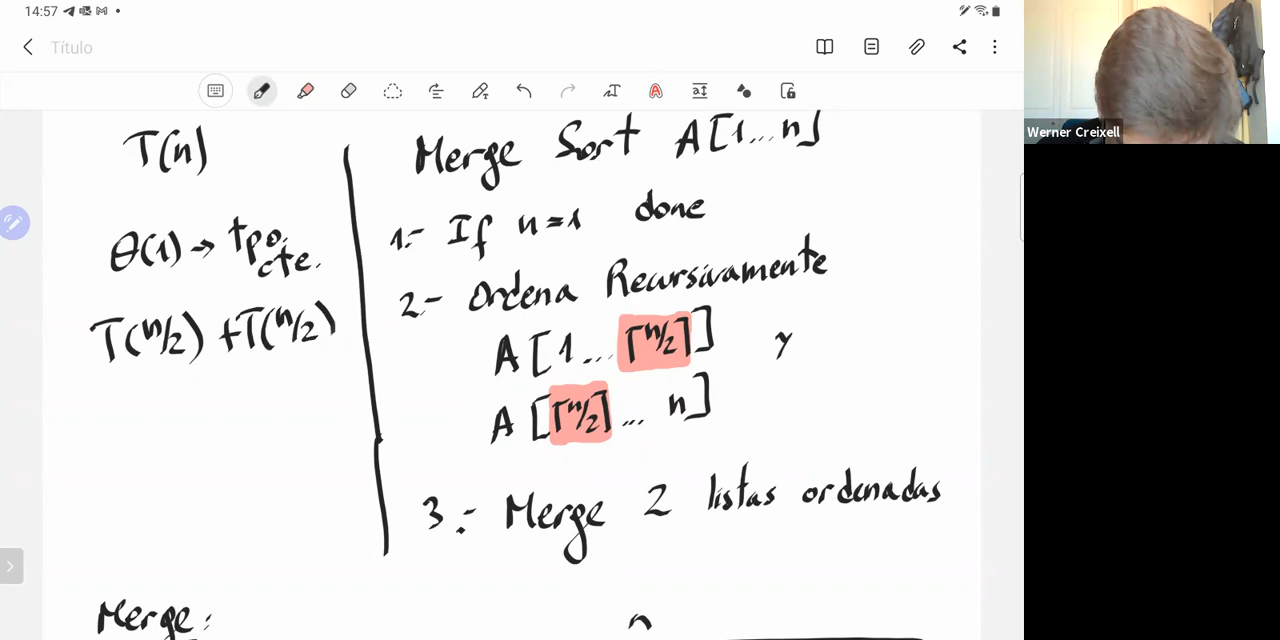 14:57
Título
T(n)
Merge Sort A[1...n]
θ(1) → tpo. cte.
1.- If n=1 done
T(n/2) + T(n/2)
2.- Ordena Recursivamente
A [1... ⌈n/2⌉] y
A [⌈n/2⌉ ... n]
3.- Merge 2 listas ordenadas
Merge:
n
Werner Creixell